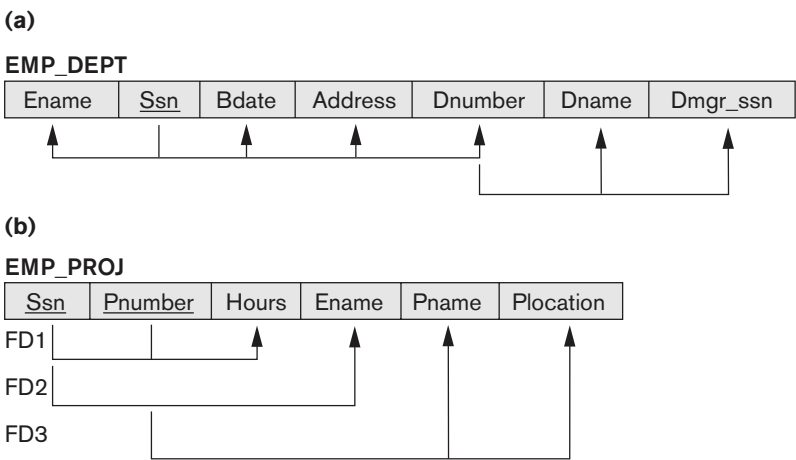 (a)
EMP_DEPT
Ename Ssn Bdate Address Dnumber Dname Dmgr_ssn
(b)
EMP_PROJ
Ssn Pnumber Hours Ename Pname Plocation
FD1
FD2
FD3